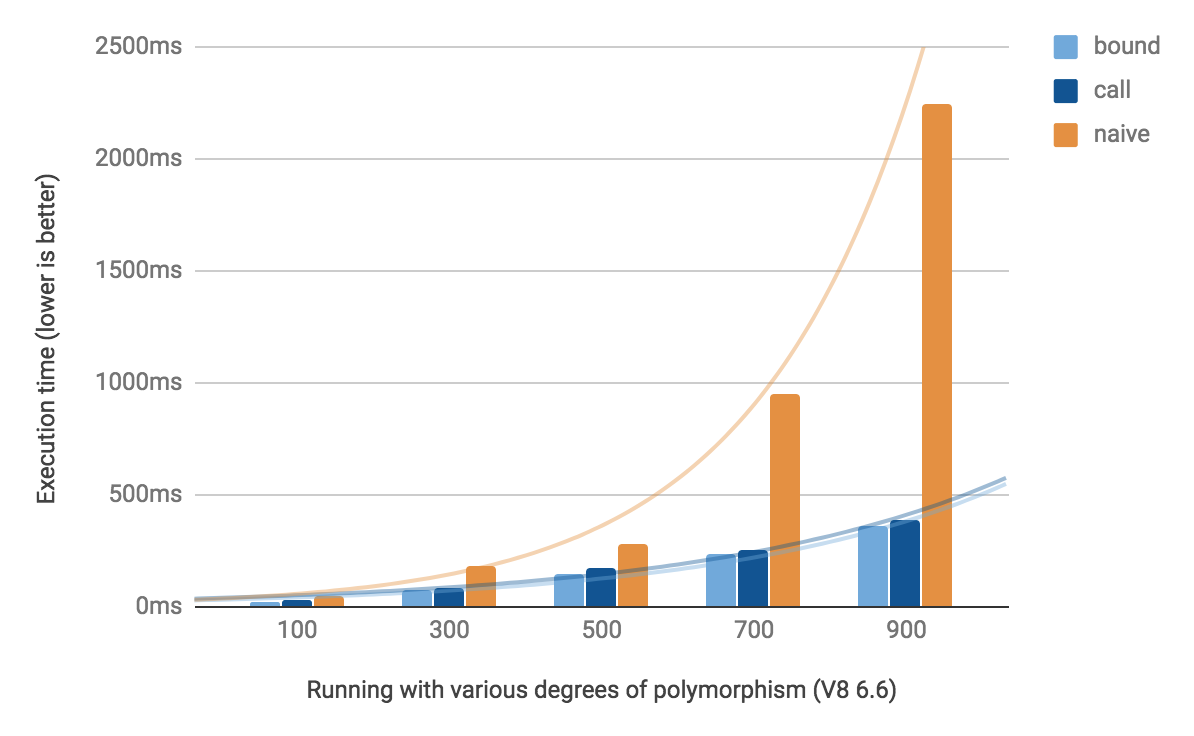 2500ms
2000ms
1500ms
1000ms
500ms
0ms
Execution time (lower is better)
100 300 500 700 900
Running with various degrees of polymorphism (V8 6.6)
bound
call
naive